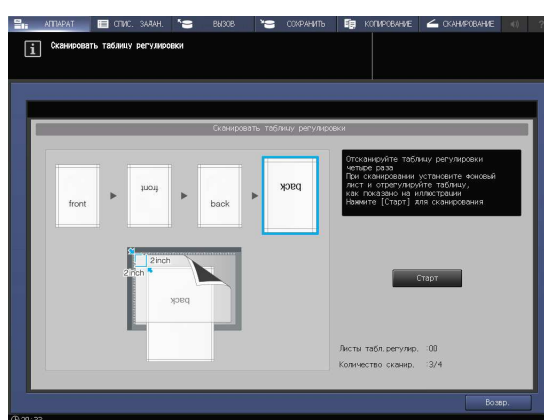 АППАРАТ СПИС. ЗАДАН. ВЫЗОВ СОХРАНИТЬ КОПИРОВАНИЕ СКАНИРОВАНИЕ
Сканировать таблицу регулировки
Сканировать таблицу регулировки
front front back back
Отсканируйте таблицу регулировки
четыре раза
При сканировании установите фоновый
лист и отрегулируйте таблицу,
как показано на иллюстрации
Нажмите [Старт] для сканирования
2inch
2inch
back
Старт
Листы табл.регулир. :00
Количество сканир. :3/4
Возвр.